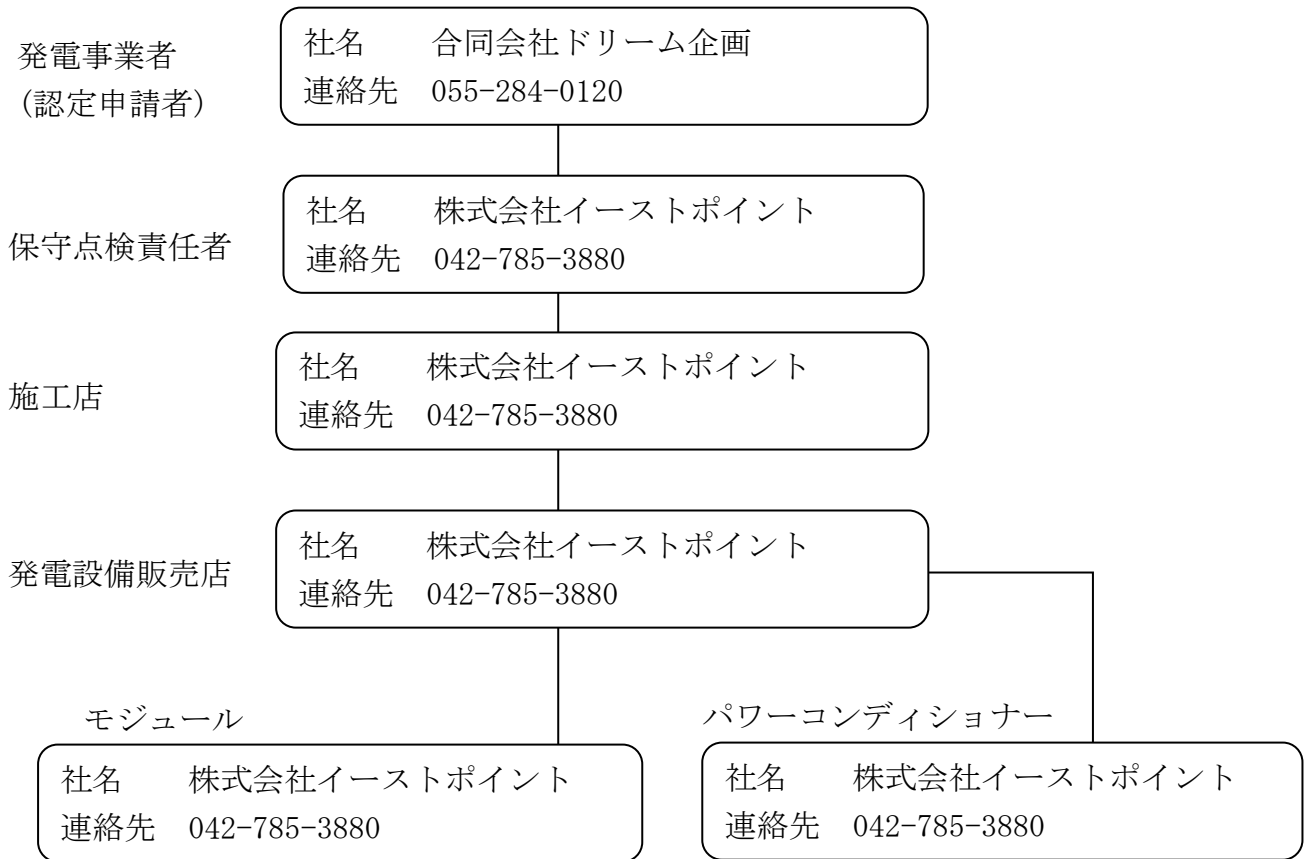 発電事業者
(認定申請者)
社名 合同会社ドリーム企画
連絡先 055-284-0120
保守点検責任者
社名 株式会社イーストポイント
連絡先 042-785-3880
施工店
社名 株式会社イーストポイント
連絡先 042-785-3880
発電設備販売店
社名 株式会社イーストポイント
連絡先 042-785-3880
モジュール
社名 株式会社イーストポイント
連絡先 042-785-3880
パワーコンディショナー
社名 株式会社イーストポイント
連絡先 042-785-3880